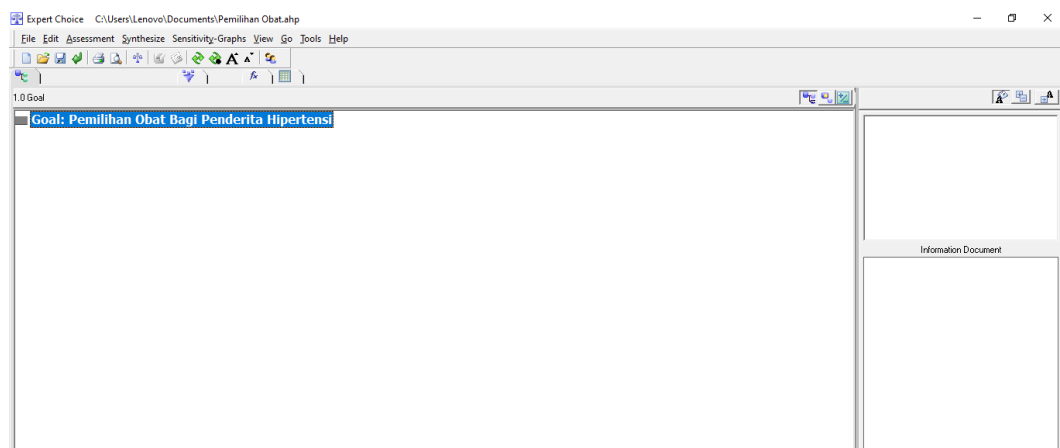 Expert Choice C:\Users\Lenovo\Documents\Pemilihan Obat.ahp
File Edit Assessment Synthesize Sensitivity-Graphs View Go Tools Help
1.0 Goal
Goal: Pemilihan Obat Bagi Penderita Hipertensi
Information Document